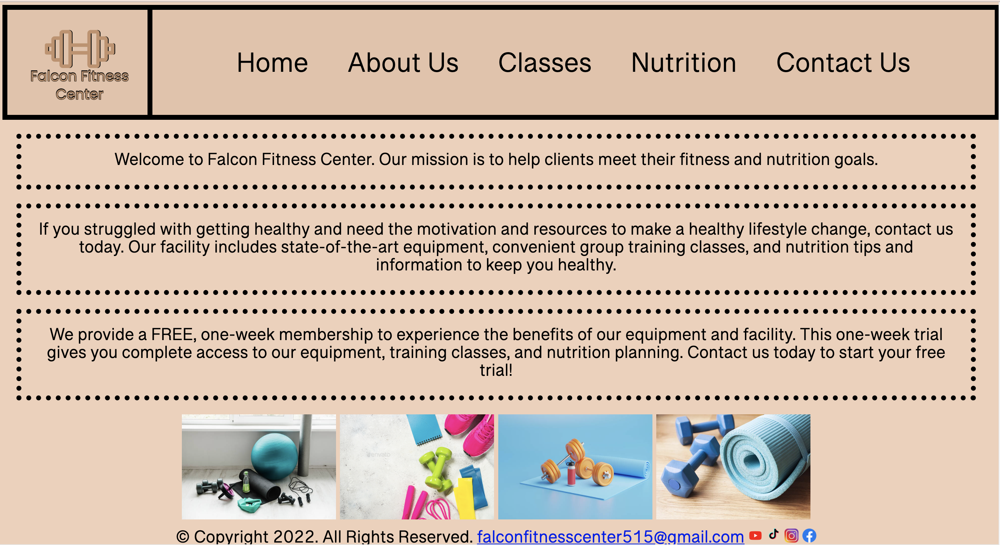 Falcon Fitness
Center
Home About Us Classes Nutrition Contact Us
Welcome to Falcon Fitness Center. Our mission is to help clients meet their fitness and nutrition goals.
If you struggled with getting healthy and need the motivation and resources to make a healthy lifestyle change, contact us
today. Our facility includes state-of-the-art equipment, convenient group training classes, and nutrition tips and
information to keep you healthy.
We provide a FREE, one-week membership to experience the benefits of our equipment and facility. This one-week trial
gives you complete access to our equipment, training classes, and nutrition planning. Contact us today to start your free
trial!
envato envato
© Copyright 2022. All Rights Reserved. falconfitnesscenter515@gmail.com